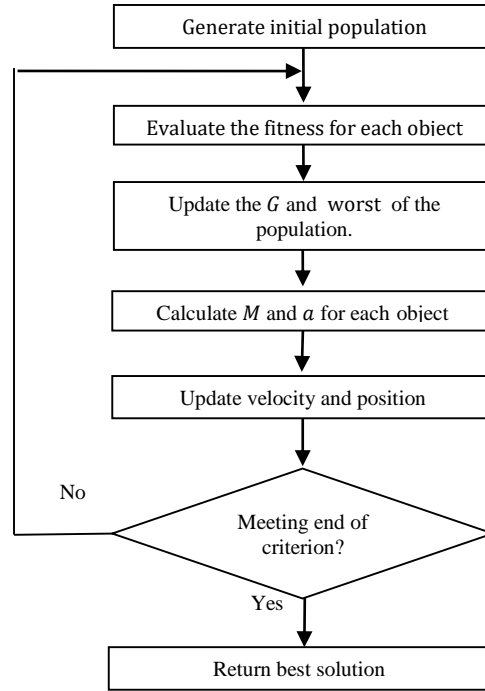 Generate initial population
Evaluate the fitness for each object
Update the G and worst of the
population.
Calculate M and a for each object
Update velocity and position
No
Meeting end of
criterion?
Yes
Return best solution